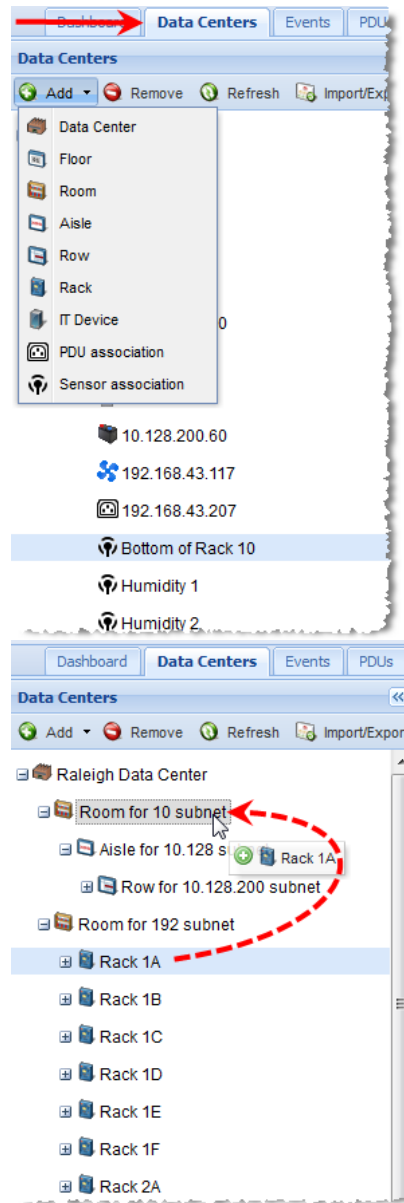 Dashboard Data Centers Events PDU
Data Centers
Add Remove Refresh Import/Exp
Data Center
Floor
Room
Aisle
Row
Rack
IT Device
0
PDU association
Sensor association
10.128.200.60
192.168.43.117
192.168.43.207
Bottom of Rack 10
Humidity 1
Humidity 2
Dashboard Data Centers Events PDUs
Data Centers
Add Remove Refresh Import/Expor
Raleigh Data Center
Room for 10 subnet
Aisle for 10.128 s
Rack 1A
Row for 10.128.200 subnet
Room for 192 subnet
Rack 1A
Rack 1B
Rack 1C
Rack 1D
Rack 1E
Rack 1F
Rack 2A